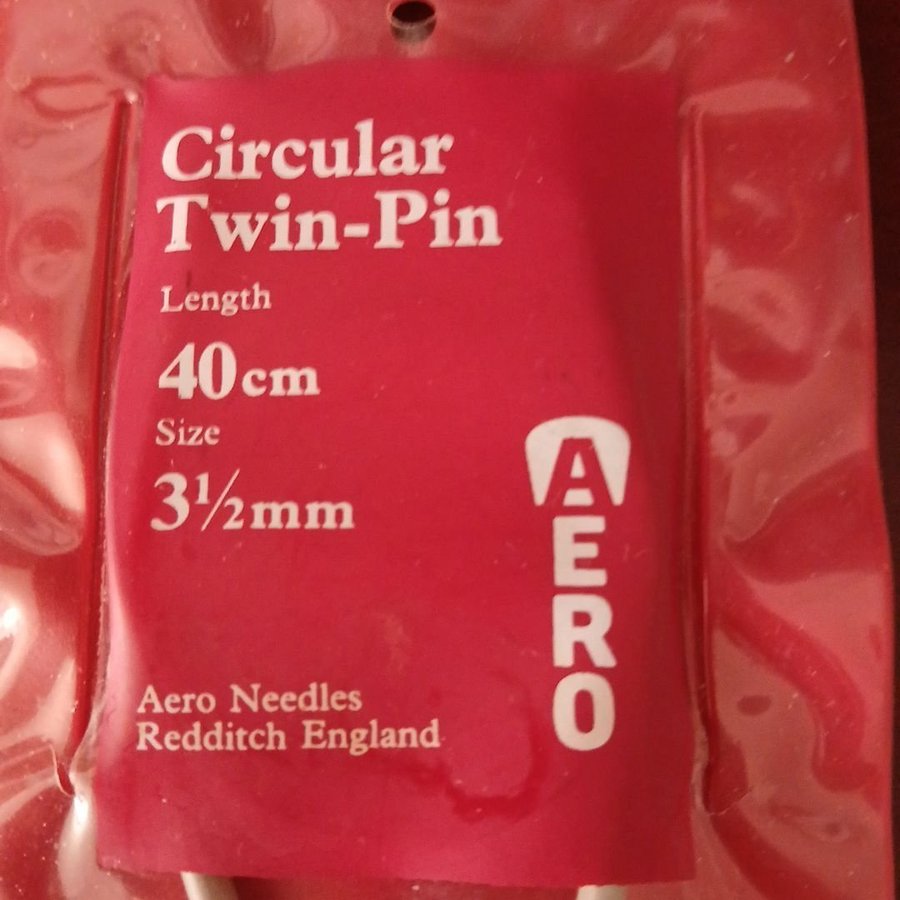 Circular
Twin-Pin
Length
40cm
Size
3½mm
AERO
Aero Needles
Redditch England